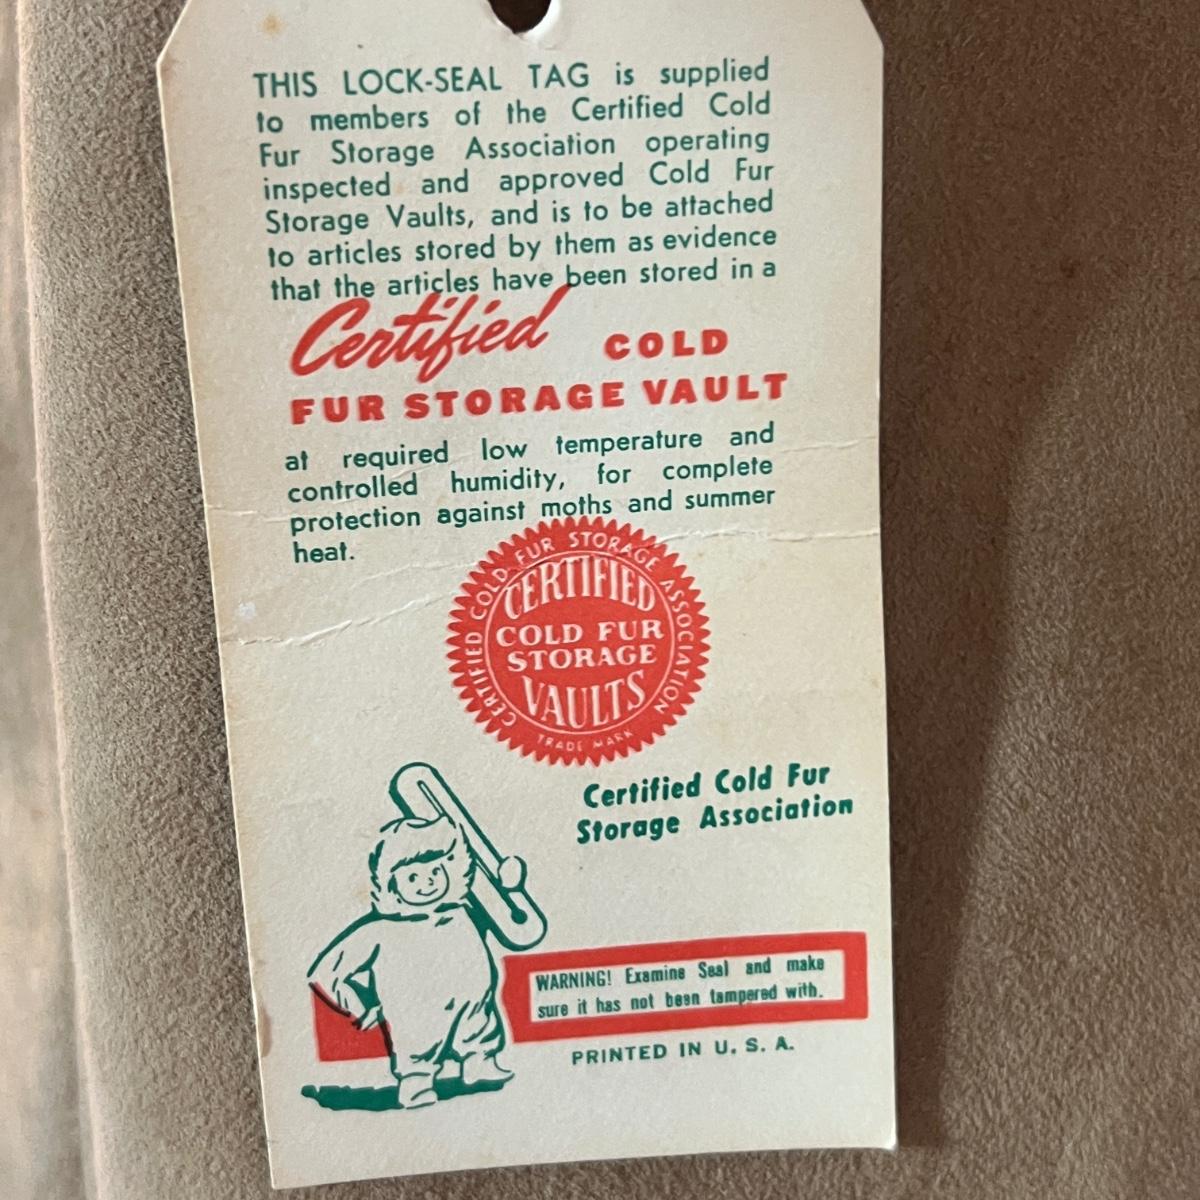 THIS LOCK-SEAL TAG is supplied
to members of the Certified Cold
Fur Storage Association operating
inspected and approved Cold Fur
Storage Vaults, and is to be attached
to articles stored by them as evidence
that the articles have been stored in a
Certified COLD
FUR STORAGE VAULT
at required low temperature and
controlled humidity, for complete
protection against moths and summer
heat.
CERTIFIED COLD FUR STORAGE ASSOCIATION
CERTIFIED
COLD FUR
STORAGE
VAULTS
TRADE MARK
Certified Cold Fur
Storage Association
WARNING! Examine Seal and make
sure it has not been tampered with.
PRINTED IN U. S. A.